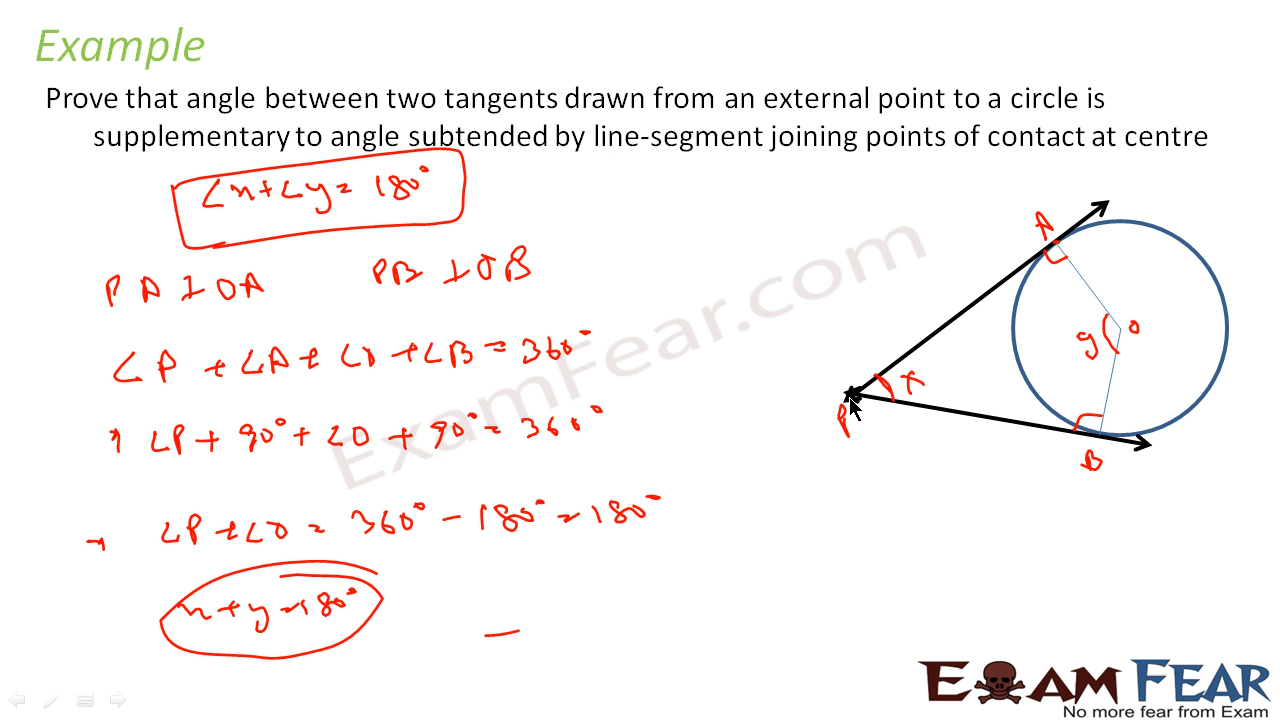 Example
Prove that angle between two tangents drawn from an external point to a circle is
supplementary to angle subtended by line-segment joining points of contact at centre
∠x+∠y = 180°
PA ⊥ OA PB ⊥ OB
∠P + ∠A + ∠O + ∠B = 360°
∠P + 90° + ∠O + 90° = 360°
∠P + ∠O = 360° - 180° = 180°
x + y = 180°
A
O
y
x
P
B
ExamFear.com
EXAM FEAR
No more fear from Exam